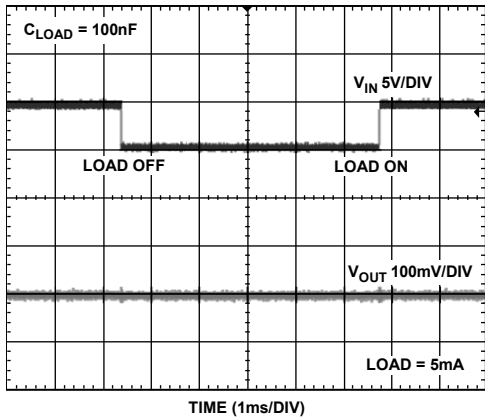 C_LOAD = 100nF
V_IN 5V/DIV
LOAD OFF
LOAD ON
V_OUT 100mV/DIV
LOAD = 5mA
TIME (1ms/DIV)